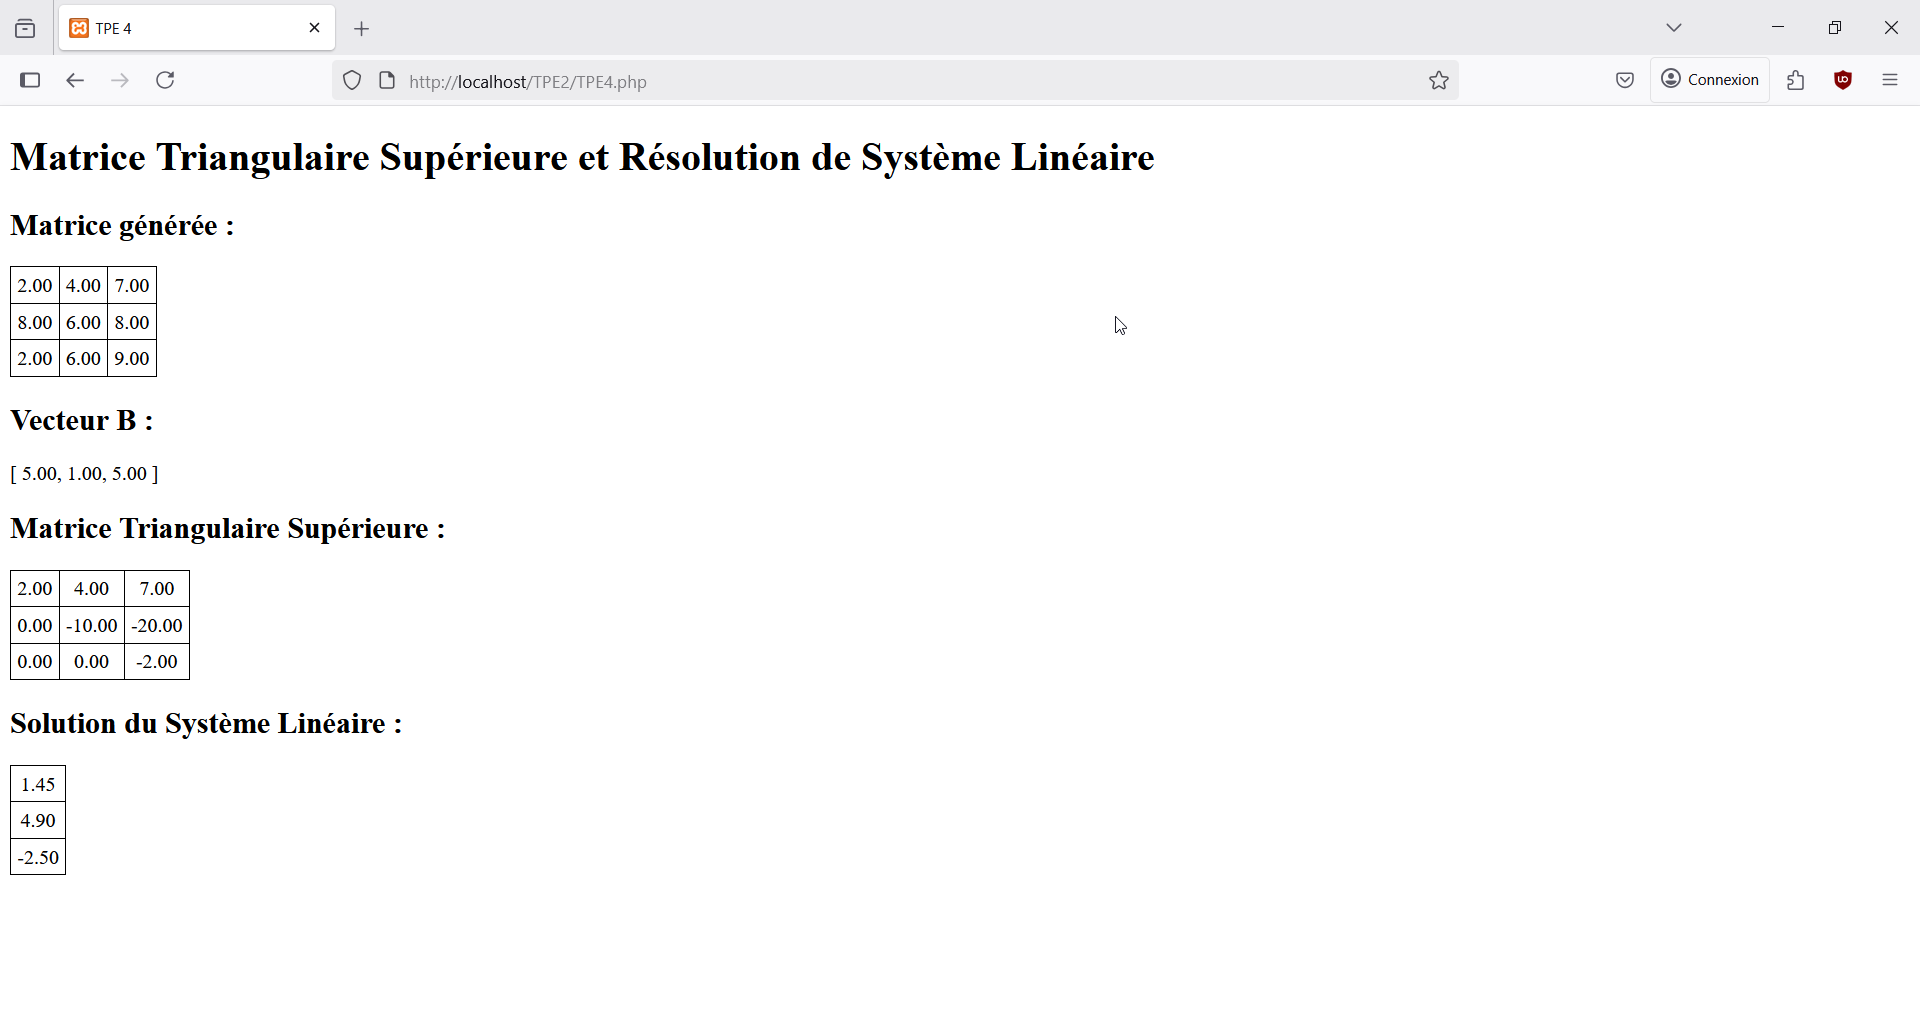 TPE 4
http://localhost/TPE2/TPE4.php
Connexion
Matrice Triangulaire Supérieure et Résolution de Système Linéaire
Matrice générée :
2.00 4.00 7.00
8.00 6.00 8.00
2.00 6.00 9.00
Vecteur B :
[ 5.00, 1.00, 5.00 ]
Matrice Triangulaire Supérieure :
2.00 4.00 7.00
0.00 -10.00 -20.00
0.00 0.00 -2.00
Solution du Système Linéaire :
1.45
4.90
-2.50